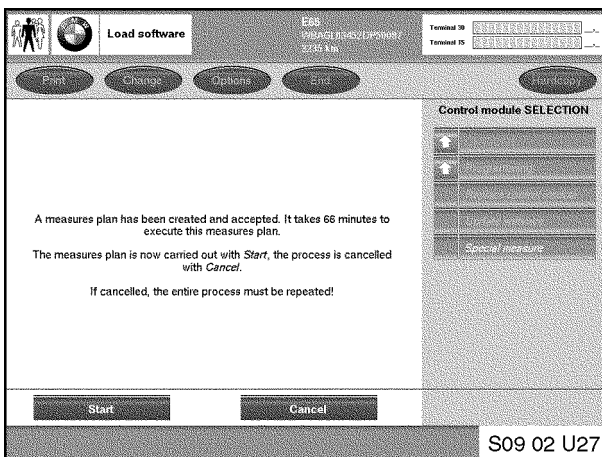 Load software
E65
3235 km
Terminal 30
Terminal 15
Print
Change
Options
End
Hardcopy
Control module SELECTION
Special measure
A measures plan has been created and accepted. It takes 66 minutes to
execute this measures plan.
The measures plan is now carried out with Start, the process is cancelled
with Cancel.
If cancelled, the entire process must be repeated!
Start
Cancel
S09 02 U27